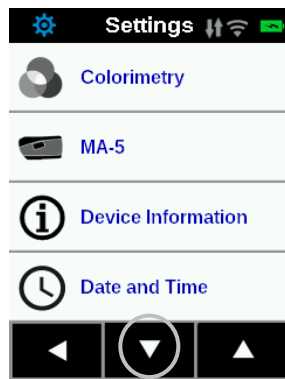 Settings
Colorimetry
MA-5
Device Information
Date and Time